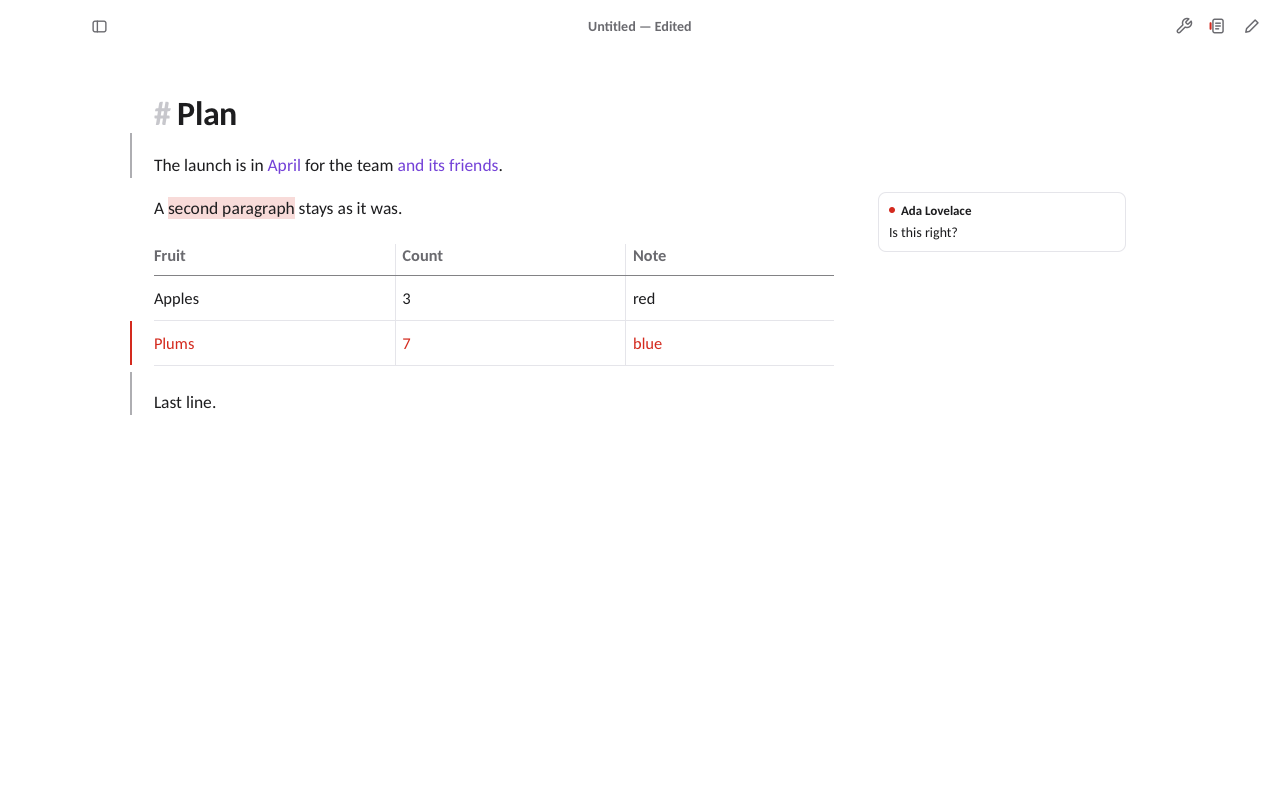 Untitled — Edited
# Plan
The launch is in April for the team and its friends.
A second paragraph stays as it was.
Ada Lovelace
Is this right?
Fruit Count Note
Apples 3 red
Plums 7 blue
Last line.